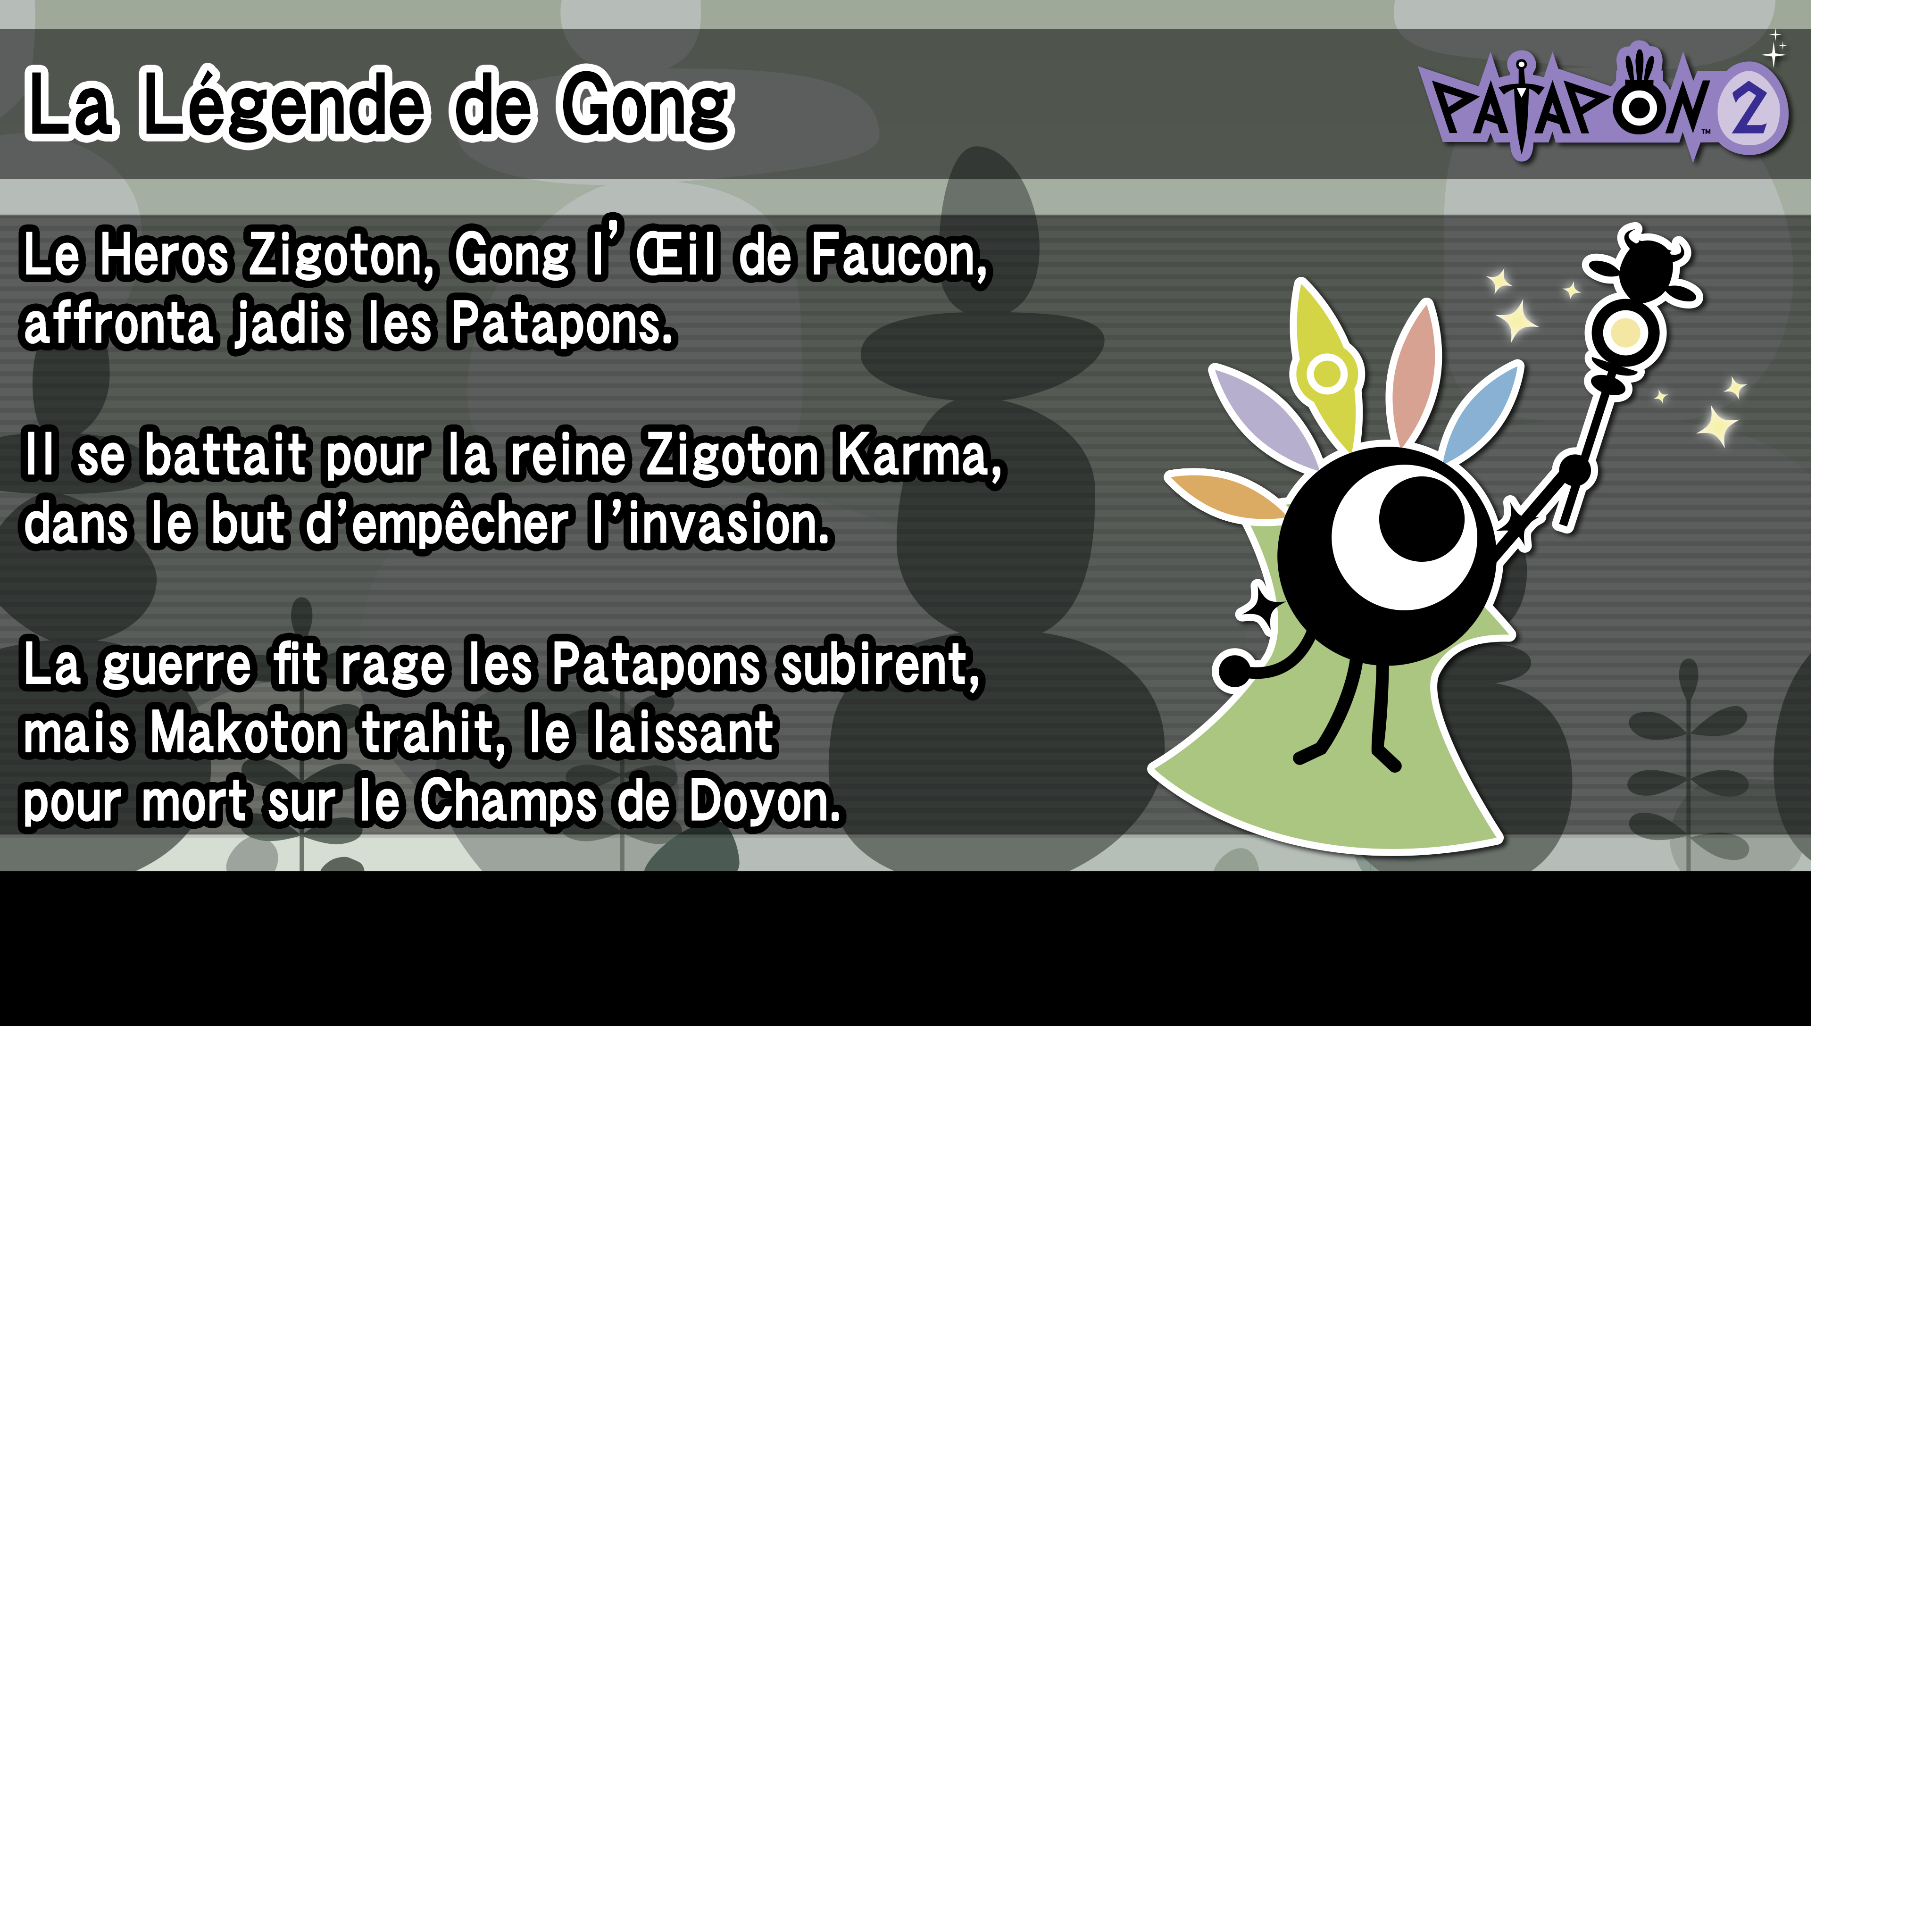 La Légende de Gong
PATAPON™ 2
Le Heros Zigoton, Gong l'Œil de Faucon,
affronta jadis les Patapons.
Il se battait pour la reine Zigoton Karma,
dans le but d'empêcher l'invasion.
La guerre fit rage les Patapons subirent,
mais Makoton trahit, le laissant
pour mort sur le Champs de Doyon.